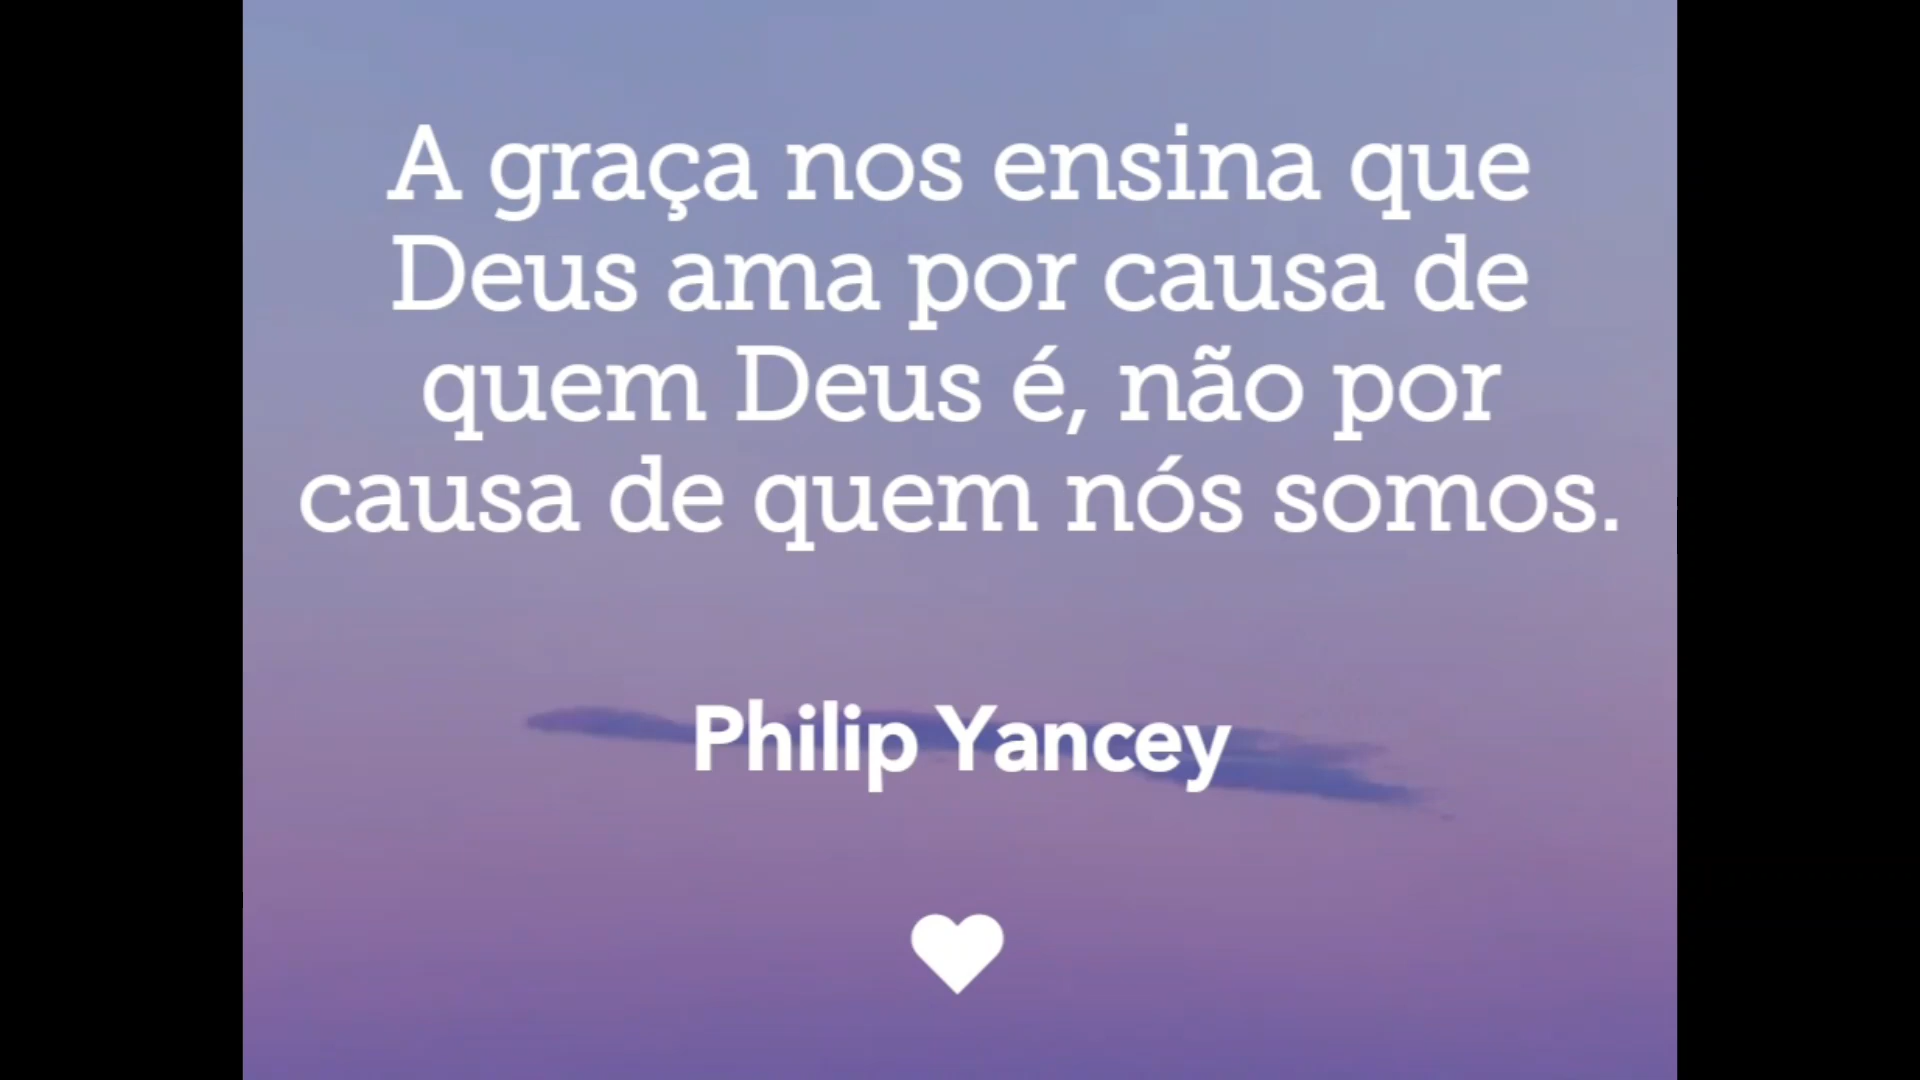 A graça nos ensina que
Deus ama por causa de
quem Deus é, não por
causa de quem nós somos.
Philip Yancey